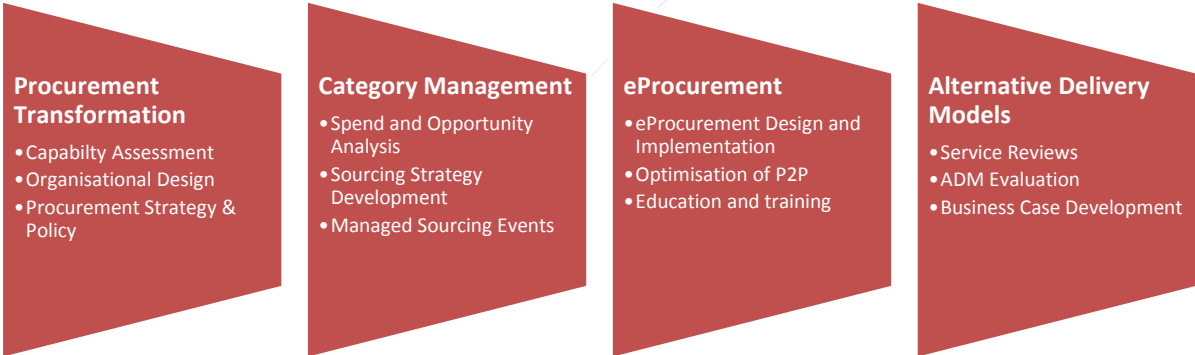 Procurement
Transformation
•Capabilty Assessment
•Organisational Design
•Procurement Strategy &
Policy
Category Management
•Spend and Opportunity
Analysis
•Sourcing Strategy
Development
•Managed Sourcing Events
eProcurement
•eProcurement Design and
Implementation
•Optimisation of P2P
•Education and training
Alternative Delivery
Models
•Service Reviews
•ADM Evaluation
•Business Case Development